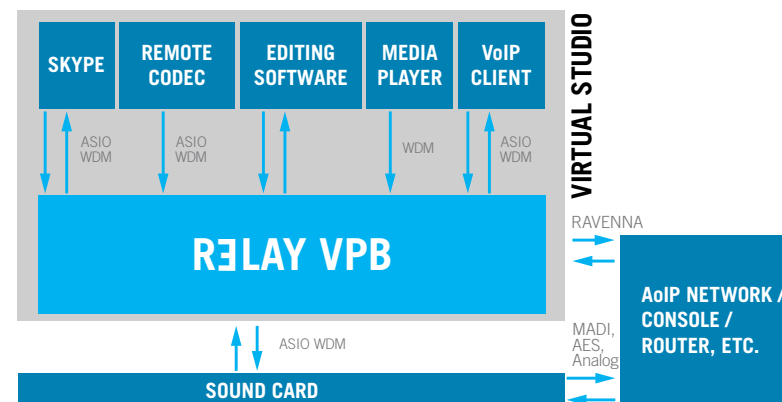 SKYPE
REMOTE
CODEC
EDITING
SOFTWARE
MEDIA
PLAYER
VoIP
CLIENT
VIRTUAL STUDIO
ASIO
WDM
ASIO
WDM
WDM
ASIO
WDM
RƎLAY VPB
RAVENNA
AoIP NETWORK /
CONSOLE /
ROUTER, ETC.
ASIO WDM
MADI,
AES,
Analog
SOUND CARD